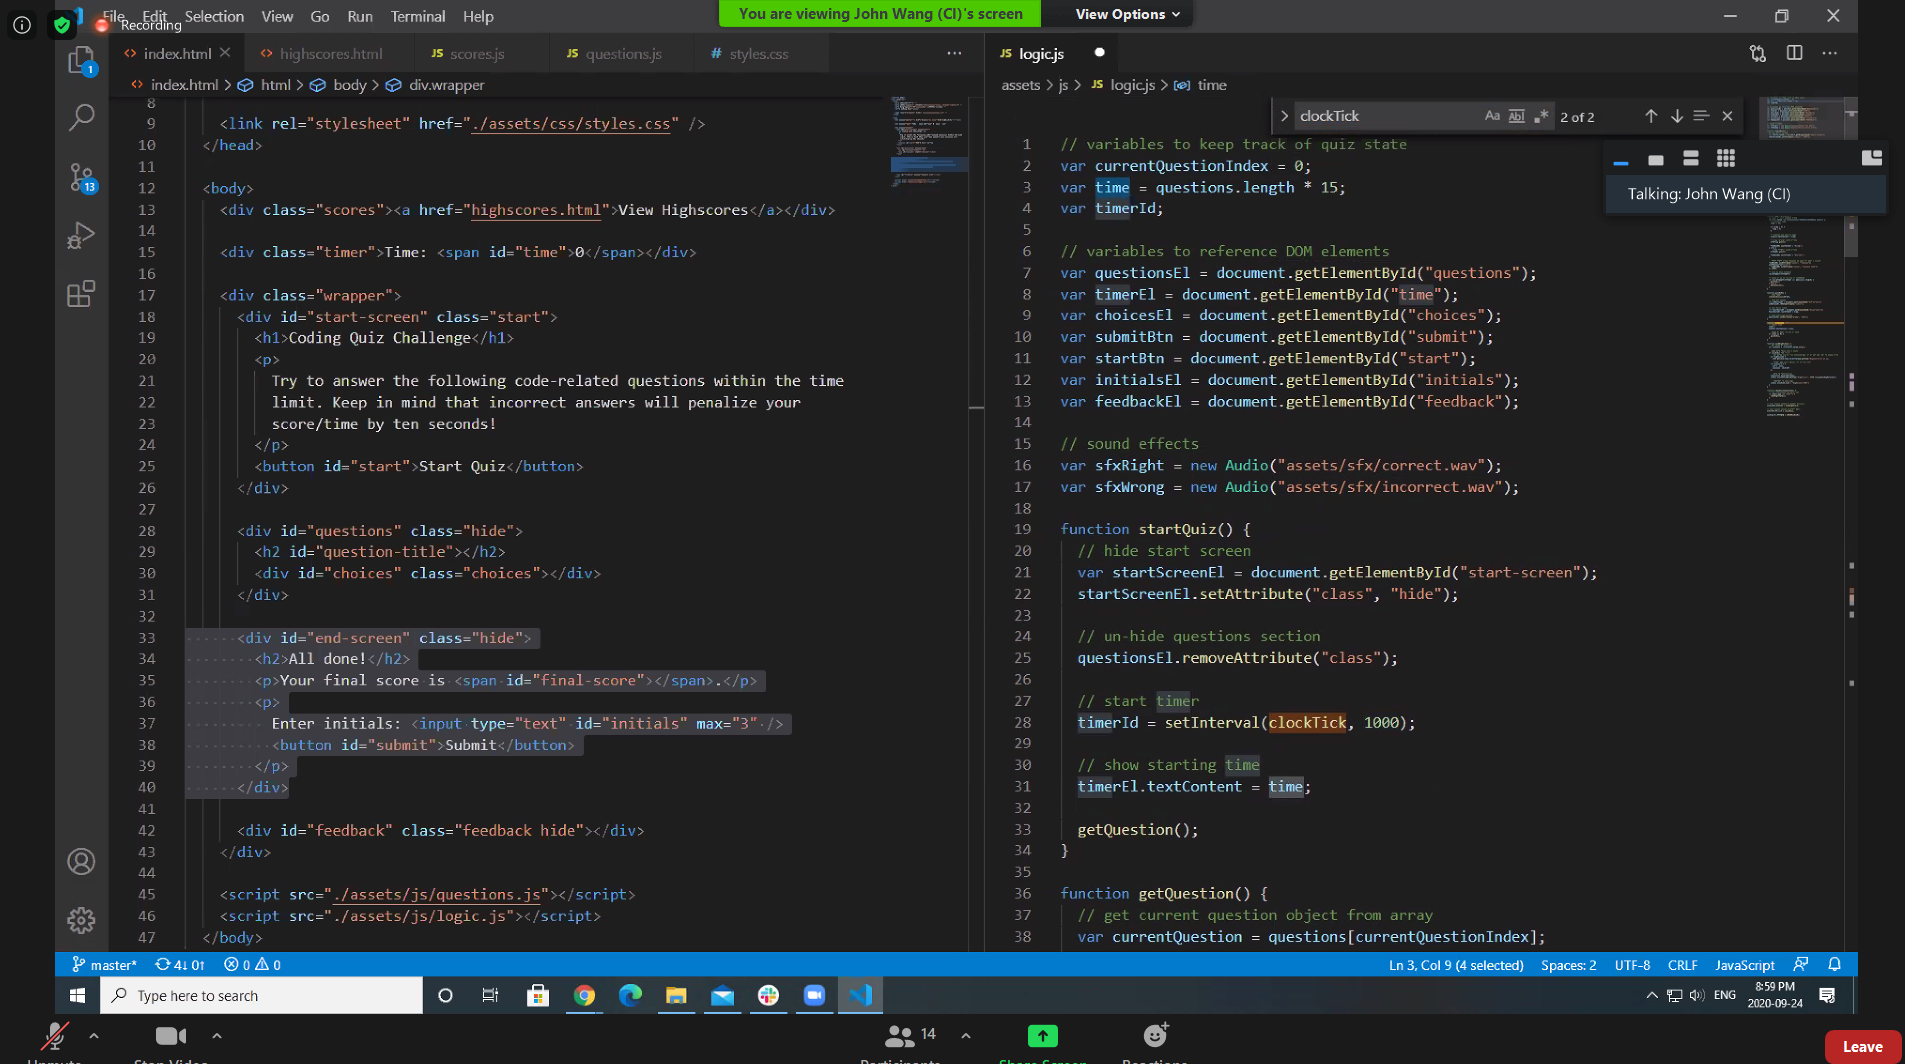 File Edit Selection View Go Run Terminal Help
Recording
You are viewing John Wang (CI)'s screen
View Options
index.html
highscores.html
scores.js
questions.js
styles.css
index.html > html > body > div.wrapper
8
9 <link rel="stylesheet" href="./assets/css/styles.css" />
10 </head>
11
12 <body>
13 <div class="scores"><a href="highscores.html">View Highscores</a></div>
14
15 <div class="timer">Time: <span id="time">0</span></div>
16
17 <div class="wrapper">
18 <div id="start-screen" class="start">
19 <h1>Coding Quiz Challenge</h1>
20 <p>
21 Try to answer the following code-related questions within the time
22 limit. Keep in mind that incorrect answers will penalize your
23 score/time by ten seconds!
24 </p>
25 <button id="start">Start Quiz</button>
26 </div>
27
28 <div id="questions" class="hide">
29 <h2 id="question-title"></h2>
30 <div id="choices" class="choices"></div>
31 </div>
32
33 <div id="end-screen" class="hide">
34 <h2>All done!</h2>
35 <p>Your final score is <span id="final-score"></span>.</p>
36 <p>
37 Enter initials: <input type="text" id="initials" max="3" />
38 <button id="submit">Submit</button>
39 </p>
40 </div>
41
42 <div id="feedback" class="feedback hide"></div>
43 </div>
44
45 <script src="./assets/js/questions.js"></script>
46 <script src="./assets/js/logic.js"></script>
47 </body>
logic.js
assets > js > logic.js > time
clockTick
2 of 2
Talking: John Wang (CI)
1 // variables to keep track of quiz state
2 var currentQuestionIndex = 0;
3 var time = questions.length * 15;
4 var timerId;
5
6 // variables to reference DOM elements
7 var questionsEl = document.getElementById("questions");
8 var timerEl = document.getElementById("time");
9 var choicesEl = document.getElementById("choices");
10 var submitBtn = document.getElementById("submit");
11 var startBtn = document.getElementById("start");
12 var initialsEl = document.getElementById("initials");
13 var feedbackEl = document.getElementById("feedback");
14
15 // sound effects
16 var sfxRight = new Audio("assets/sfx/correct.wav");
17 var sfxWrong = new Audio("assets/sfx/incorrect.wav");
18
19 function startQuiz() {
20 // hide start screen
21 var startScreenEl = document.getElementById("start-screen");
22 startScreenEl.setAttribute("class", "hide");
23
24 // un-hide questions section
25 questionsEl.removeAttribute("class");
26
27 // start timer
28 timerId = setInterval(clockTick, 1000);
29
30 // show starting time
31 timerEl.textContent = time;
32
33 getQuestion();
34 }
35
36 function getQuestion() {
37 // get current question object from array
38 var currentQuestion = questions[currentQuestionIndex];
master* 4↓ 0↑ 0 0
Ln 3, Col 9 (4 selected) Spaces: 2 UTF-8 CRLF JavaScript
Type here to search
ENG
8:59 PM
2020-09-24
14
Leave